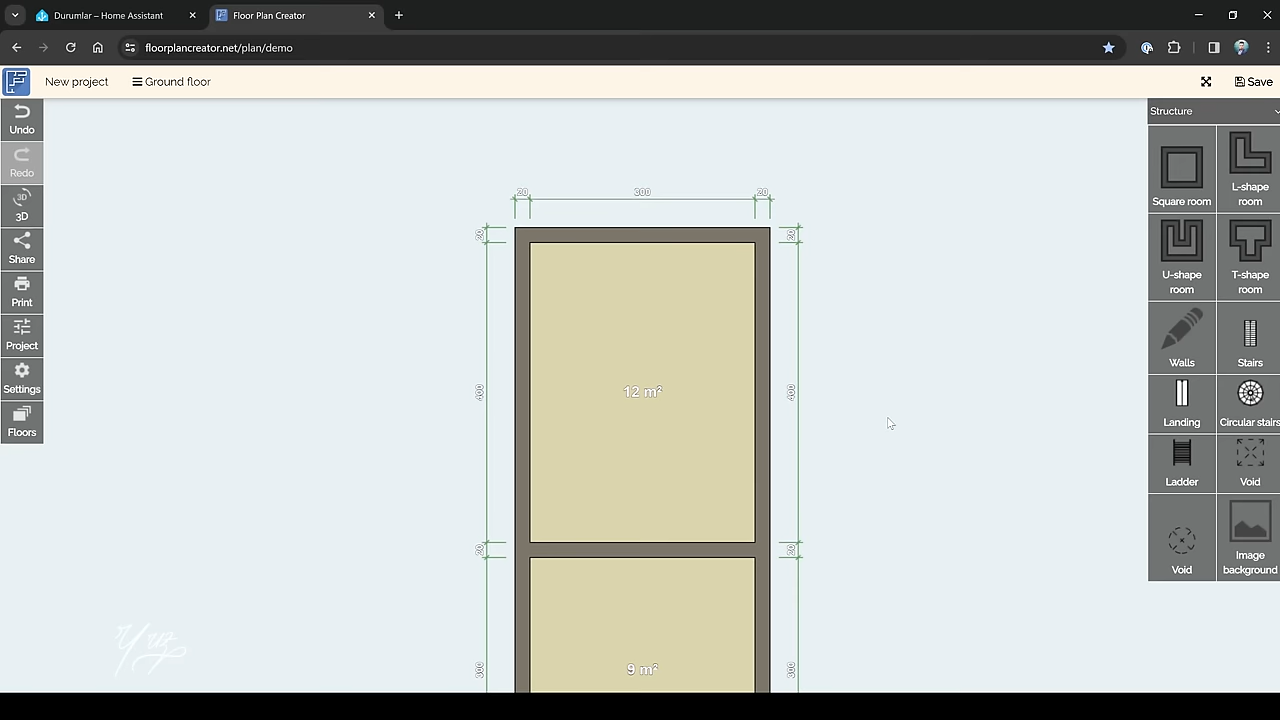 Durumlar – Home Assistant
Floor Plan Creator
floorplancreator.net/plan/demo
New project
Ground floor
Save
Undo
Redo
3D
3D
Share
Print
Project
Settings
Floors
Structure
Square room
L-shape
room
U-shape
room
T-shape
room
Walls
Stairs
Landing
Circular stairs
Ladder
Void
Void
Image
background
20
300
20
20
20
400
12 m²
400
20
20
300
9 m²
300